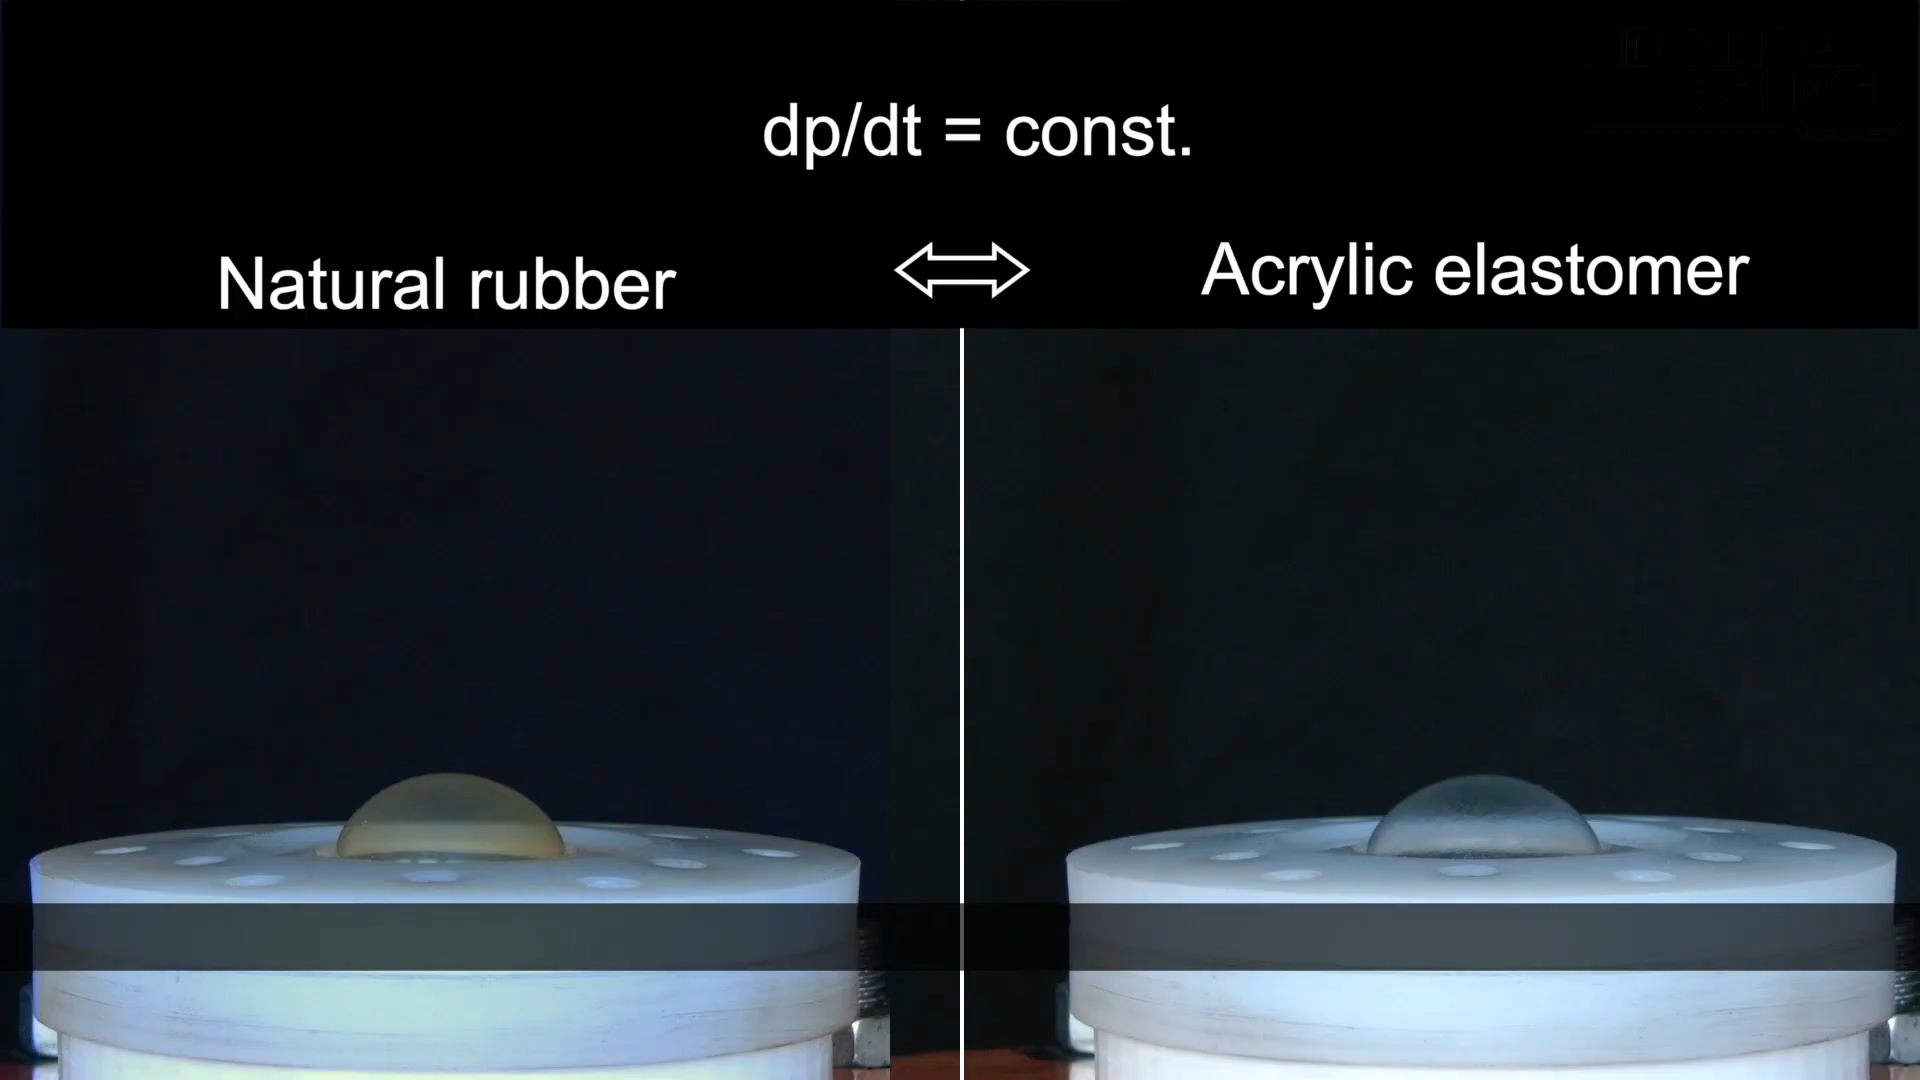 dp/dt = const.
Natural rubber
Acrylic elastomer